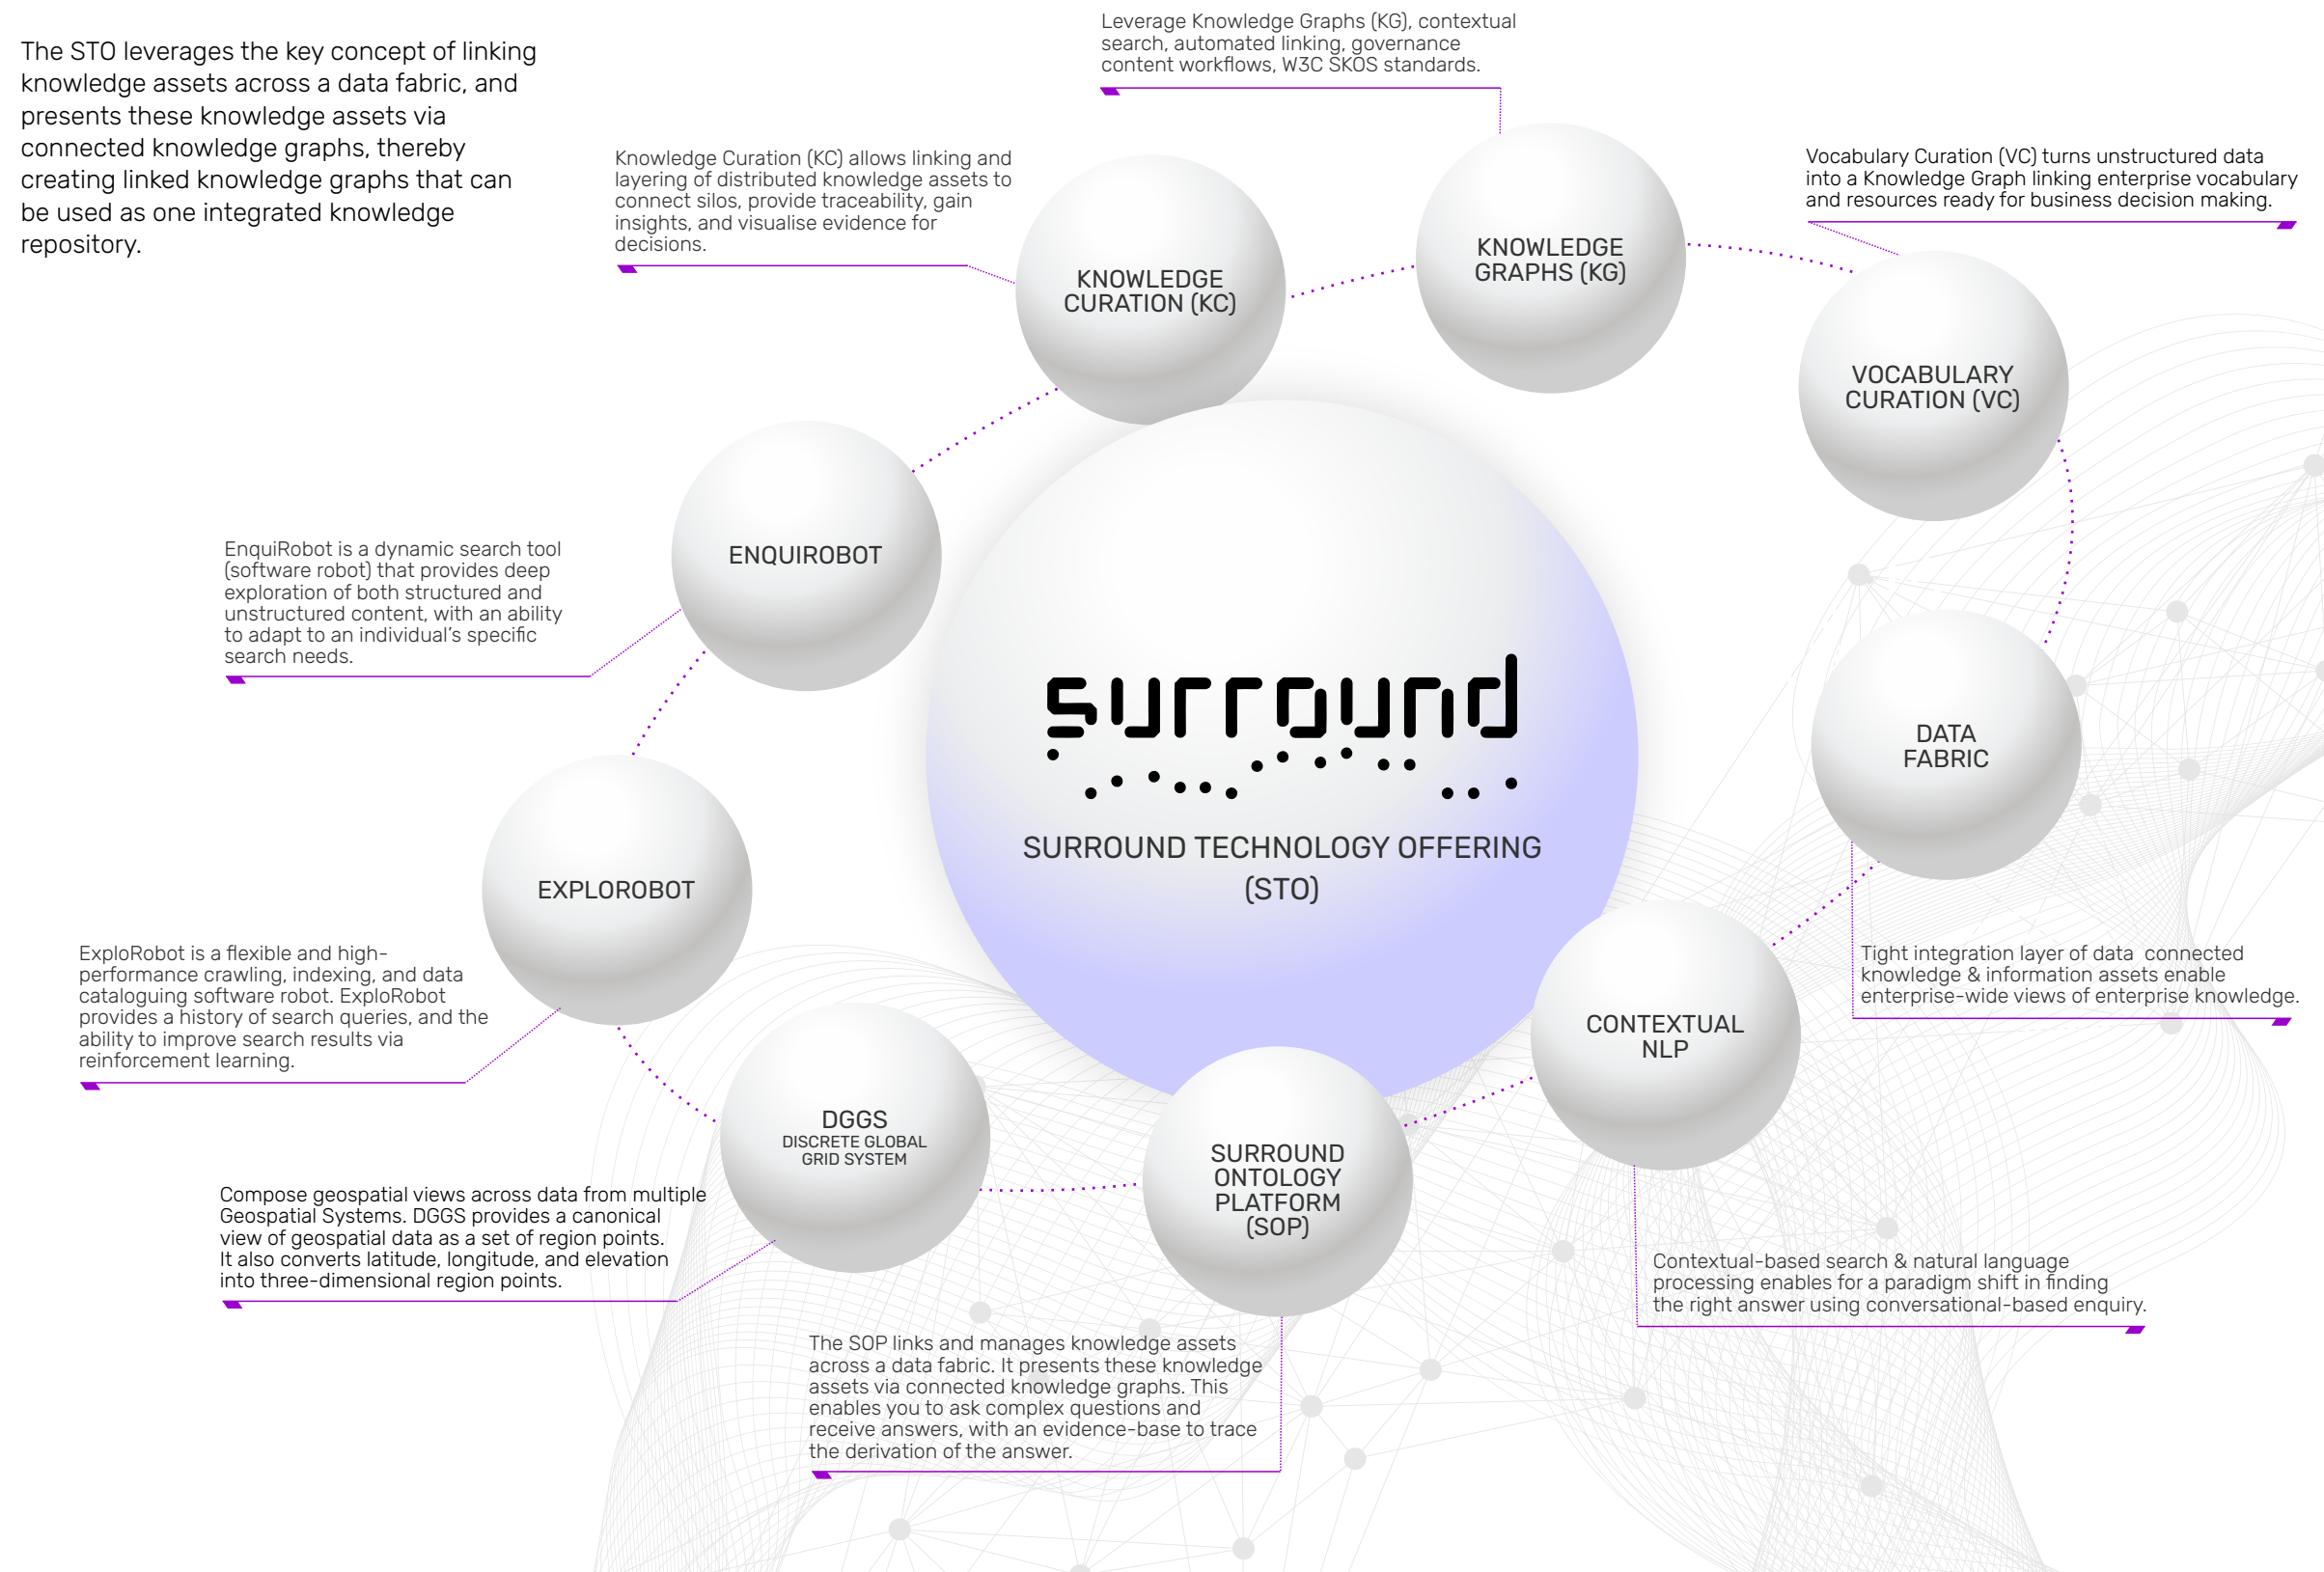 The STO leverages the key concept of linking
knowledge assets across a data fabric, and
presents these knowledge assets via
connected knowledge graphs, thereby
creating linked knowledge graphs that can
be used as one integrated knowledge
repository.
Leverage Knowledge Graphs (KG), contextual
search, automated linking, governance
content workflows, W3C SKOS standards.
Knowledge Curation (KC) allows linking and
layering of distributed knowledge assets to
connect silos, provide traceability, gain
insights, and visualise evidence for
decisions.
Vocabulary Curation (VC) turns unstructured data
into a Knowledge Graph linking enterprise vocabulary
and resources ready for business decision making.
KNOWLEDGE
CURATION (KC)
KNOWLEDGE
GRAPHS (KG)
VOCABULARY
CURATION (VC)
ENQUIROBOT
EnquiRobot is a dynamic search tool
(software robot) that provides deep
exploration of both structured and
unstructured content, with an ability
to adapt to an individual's specific
search needs.
surround
SURROUND TECHNOLOGY OFFERING
(STO)
DATA
FABRIC
EXPLOROBOT
ExploRobot is a flexible and high-
performance crawling, indexing, and data
cataloguing software robot. ExploRobot
provides a history of search queries, and the
ability to improve search results via
reinforcement learning.
Tight integration layer of data  connected
knowledge & information assets enable
enterprise-wide views of enterprise knowledge.
CONTEXTUAL
NLP
DGGS
DISCRETE GLOBAL
GRID SYSTEM
SURROUND
ONTOLOGY
PLATFORM
(SOP)
Compose geospatial views across data from multiple
Geospatial Systems. DGGS provides a canonical
view of geospatial data as a set of region points.
It also converts latitude, longitude, and elevation
into three-dimensional region points.
Contextual-based search & natural language
processing enables for a paradigm shift in finding
the right answer using conversational-based enquiry.
The SOP links and manages knowledge assets
across a data fabric. It presents these knowledge
assets via connected knowledge graphs. This
enables you to ask complex questions and
receive answers, with an evidence-base to trace
the derivation of the answer.